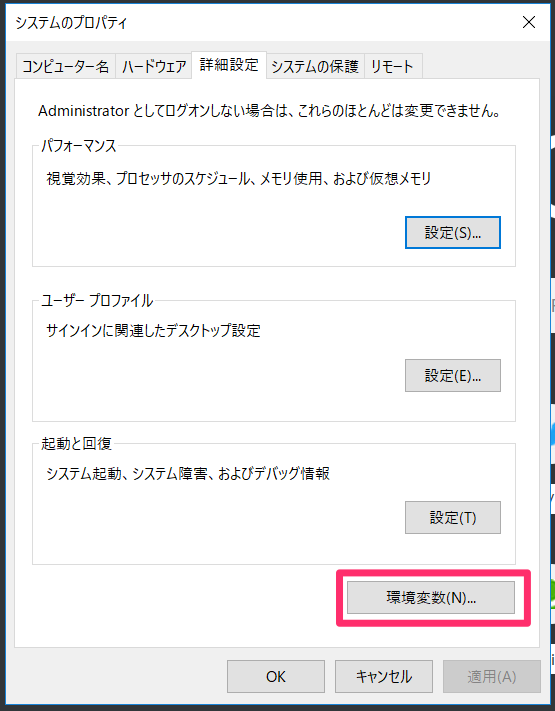 システムのプロパティ
コンピューター名 ハードウェア 詳細設定 システムの保護 リモート
Administrator としてログオンしない場合は、これらのほとんどは変更できません。
パフォーマンス
視覚効果、プロセッサのスケジュール、メモリ使用、および仮想メモリ
設定(S)...
ユーザー プロファイル
サインインに関連したデスクトップ設定
設定(E)...
起動と回復
システム起動、システム障害、およびデバッグ情報
設定(T)
環境変数(N)...
OK キャンセル 適用(A)